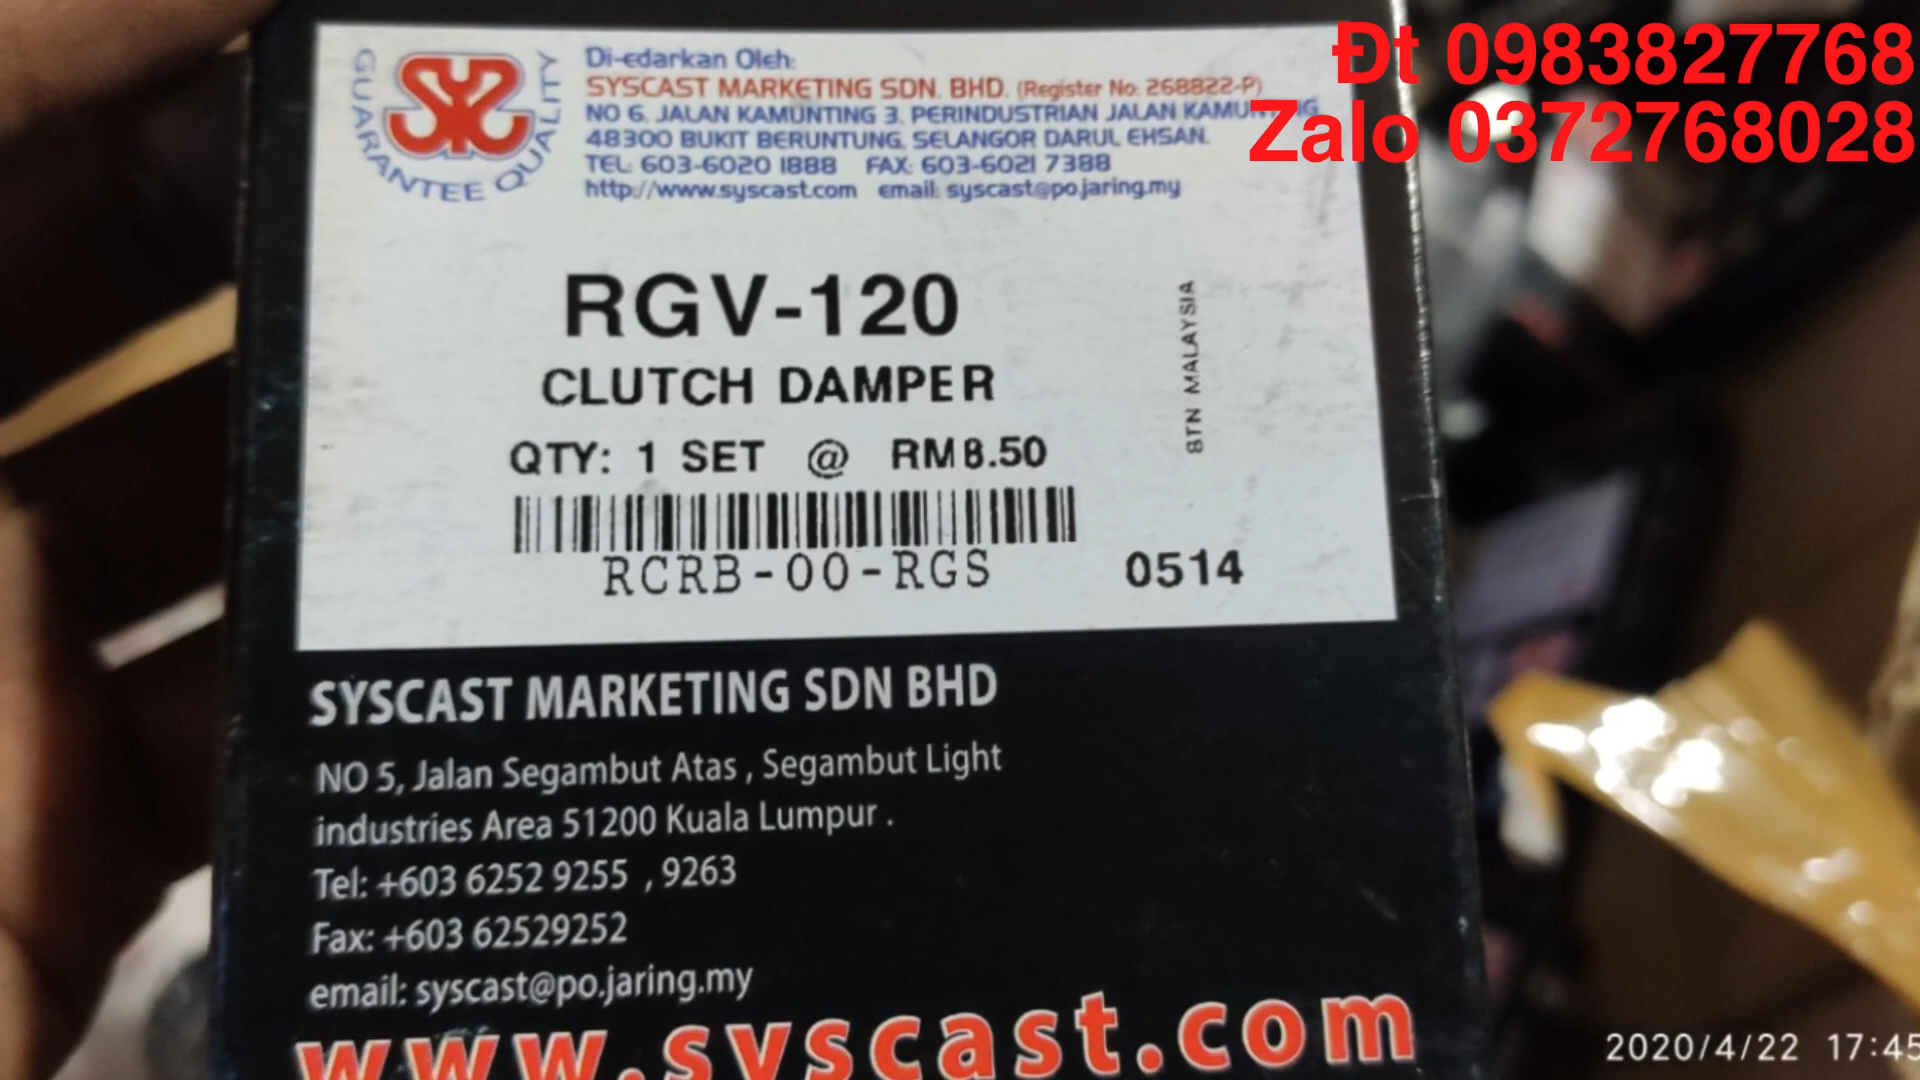 Đt 0983827768
Zalo 0372768028
GUARANTEE QUALITY
Di-edarkan Oleh:
SYSCAST MARKETING SDN. BHD. (Register No: 268822-P)
NO 6, JALAN KAMUNTING 3, PERINDUSTRIAN JALAN KAMUNTING
48300 BUKIT BERUNTUNG, SELANGOR DARUL EHSAN.
TEL: 603-6020 1888 FAX: 603-6021 7388
http://www.syscast.com email: syscast@po.jaring.my
RGV-120
CLUTCH DAMPER
QTY: 1 SET @ RM8.50
BTN MALAYSIA
RCRB-00-RGS 0514
SYSCAST MARKETING SDN BHD
NO 5, Jalan Segambut Atas , Segambut Light
industries Area 51200 Kuala Lumpur .
Tel: +603 6252 9255 , 9263
Fax: +603 62529252
email: syscast@po.jaring.my
www.syscast.com
2020/4/22 17:45